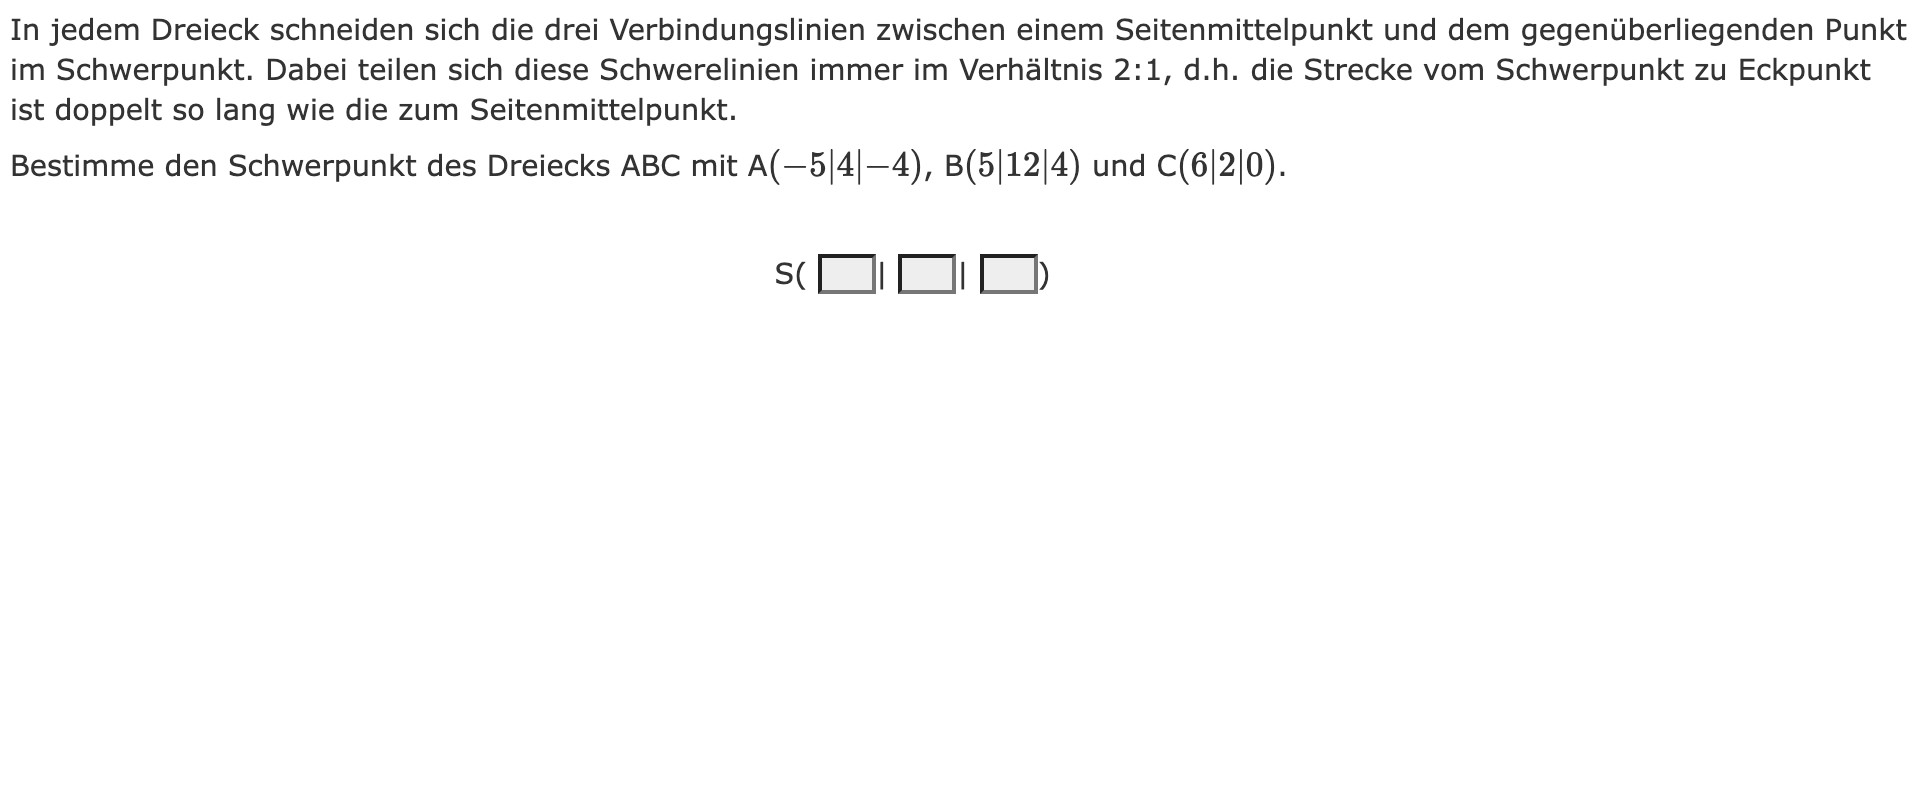 In jedem Dreieck schneiden sich die drei Verbindungslinien zwischen einem Seitenmittelpunkt und dem gegenüberliegenden Punkt
im Schwerpunkt. Dabei teilen sich diese Schwerelinien immer im Verhältnis 2:1, d.h. die Strecke vom Schwerpunkt zu Eckpunkt
ist doppelt so lang wie die zum Seitenmittelpunkt.
Bestimme den Schwerpunkt des Dreiecks ABC mit A(−5|4|−4), B(5|12|4) und C(6|2|0).
S( | | )